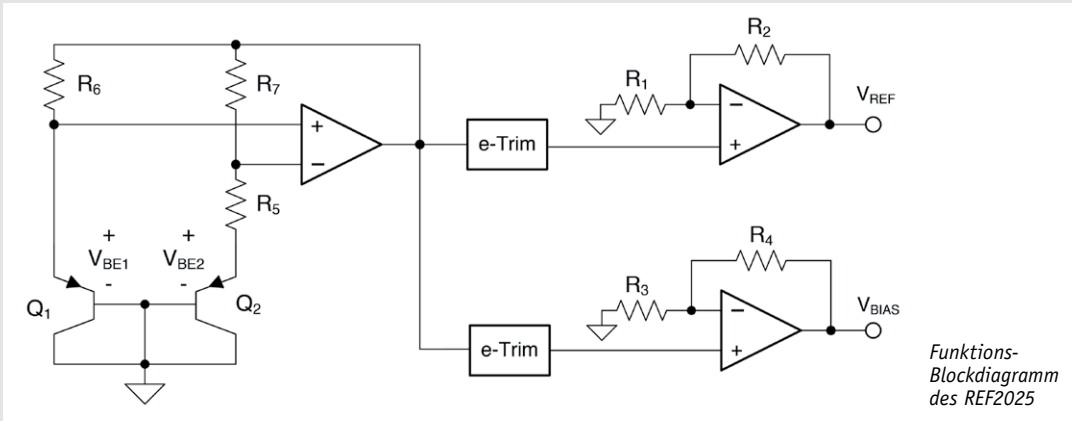 R6
R7
+
−
R5
+
VBE1
-
+
VBE2
-
Q1
Q2
e-Trim
R1
R2
−
+
VREF
e-Trim
R3
R4
−
+
VBIAS
Funktions-
Blockdiagramm
des REF2025